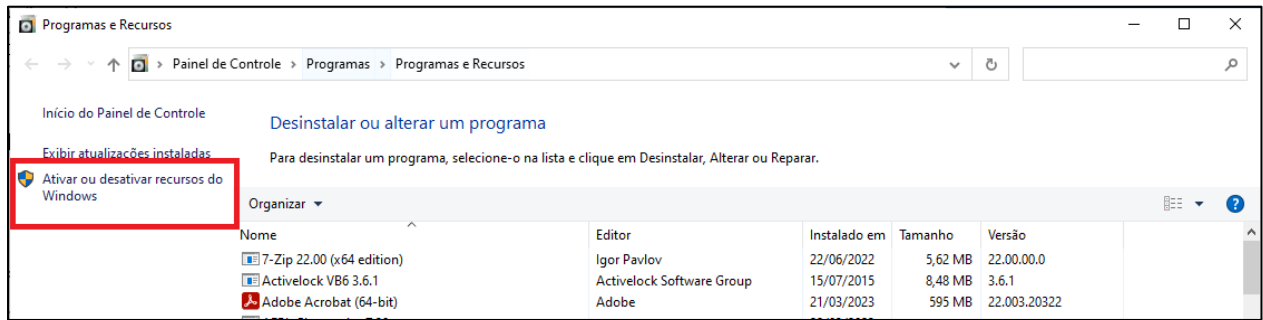 Programas e Recursos
Painel de Controle > Programas > Programas e Recursos
Início do Painel de Controle
Exibir atualizações instaladas
Ativar ou desativar recursos do
Windows
Desinstalar ou alterar um programa
Para desinstalar um programa, selecione-o na lista e clique em Desinstalar, Alterar ou Reparar.
Organizar
Nome Editor Instalado em Tamanho Versão
7-Zip 22.00 (x64 edition) Igor Pavlov 22/06/2022 5,62 MB 22.00.00.0
Activelock VB6 3.6.1 Activelock Software Group 15/07/2015 8,48 MB 3.6.1
Adobe Acrobat (64-bit) Adobe 21/03/2023 595 MB 22.003.20322